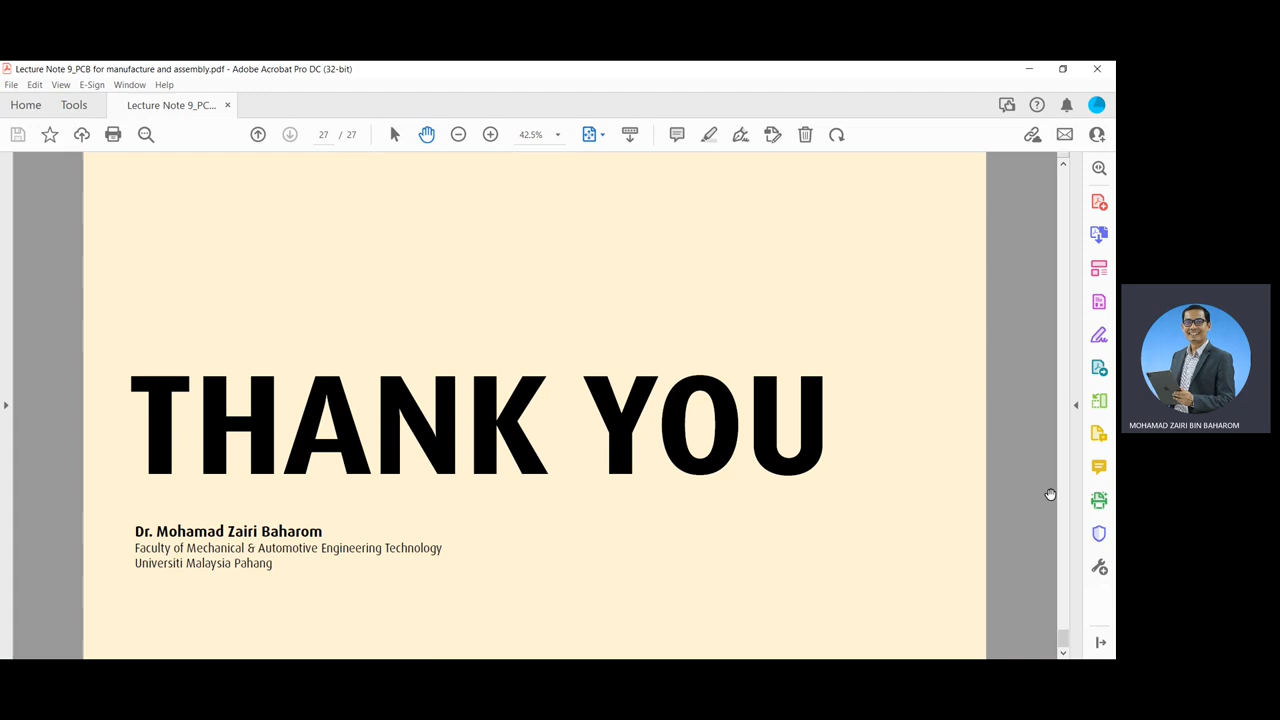 Lecture Note 9_PCB for manufacture and assembly.pdf - Adobe Acrobat Pro DC (32-bit)
File Edit View E-Sign Window Help
Home Tools Lecture Note 9_PC... ×
27 / 27 42.5%
THANK YOU
Dr. Mohamad Zairi Baharom
Faculty of Mechanical & Automotive Engineering Technology
Universiti Malaysia Pahang
MOHAMAD ZAIRI BIN BAHAROM